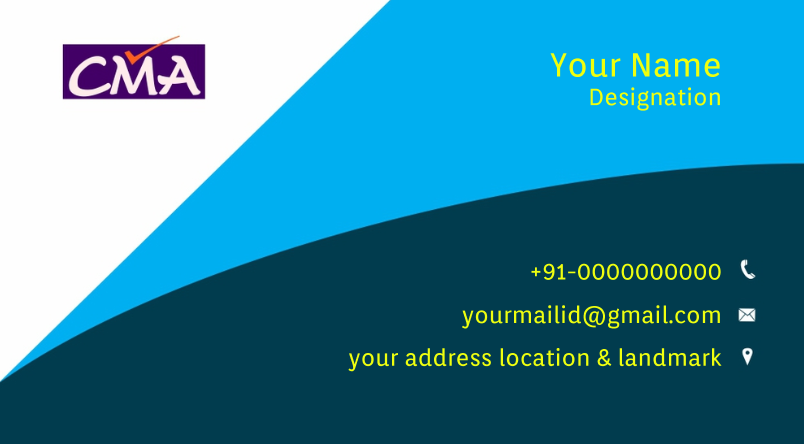 CMA
Your Name
Designation
+91-0000000000
yourmailid@gmail.com
your address location & landmark